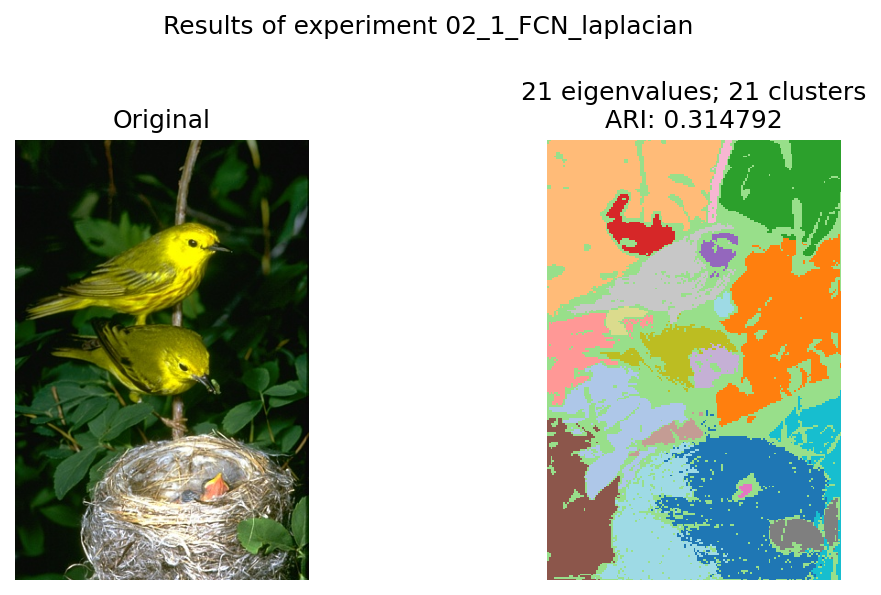 Results of experiment 02_1_FCN_laplacian
Original
21 eigenvalues; 21 clusters
ARI: 0.314792